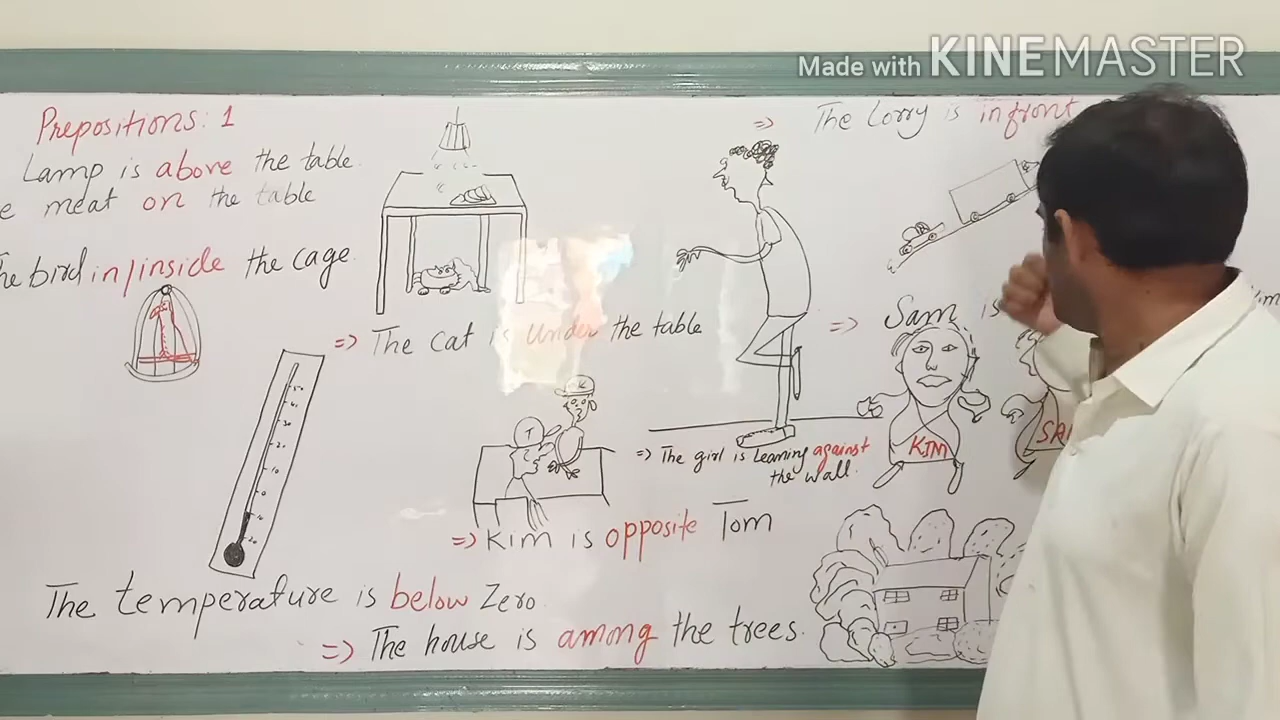 Made with KINEMASTER
Prepositions: 1
Lamp is above the table.
e meat on the table
he bird in/inside the cage.
=> The Lorry is infront
=> The cat is under the table
=> Sam is
KIM
SA
=> The girl is leaning against
the wall.
T
K
=> Kim is opposite Tom
The temperature is below Zero.
=> The house is among the trees.